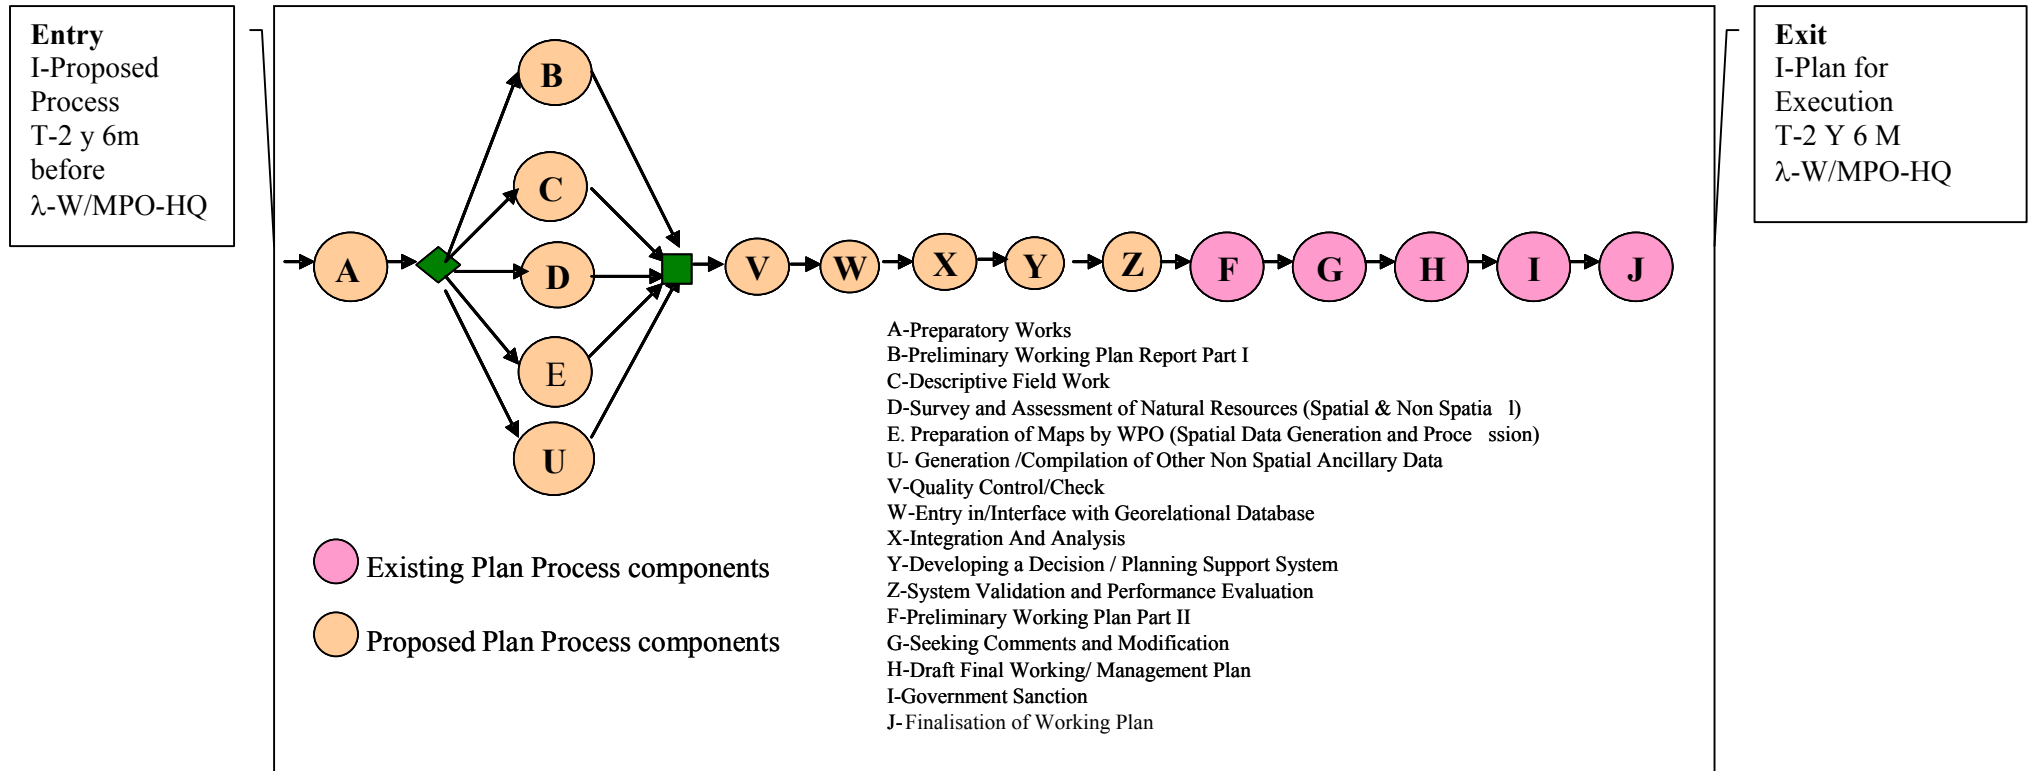 Entry
I-Proposed
Process
T-2 y 6m
before
λ-W/MPO-HQ
Exit
I-Plan for
Execution
T-2 Y 6 M
λ-W/MPO-HQ
B
C
A
D
E
U
V
W
X
Y
Z
F
G
H
I
J
A-Preparatory Works
B-Preliminary Working Plan Report Part I
C-Descriptive Field Work
D-Survey and Assessment of Natural Resources (Spatial & Non Spatia l)
E. Preparation of Maps by WPO (Spatial Data Generation and Proce ssion)
U- Generation /Compilation of Other Non Spatial Ancillary Data
V-Quality Control/Check
W-Entry in/Interface with Georelational Database
X-Integration And Analysis
Y-Developing a Decision / Planning Support System
Z-System Validation and Performance Evaluation
F-Preliminary Working Plan Part II
G-Seeking Comments and Modification
H-Draft Final Working/ Management Plan
I-Government Sanction
J-Finalisation of Working Plan
Existing Plan Process components
Proposed Plan Process components